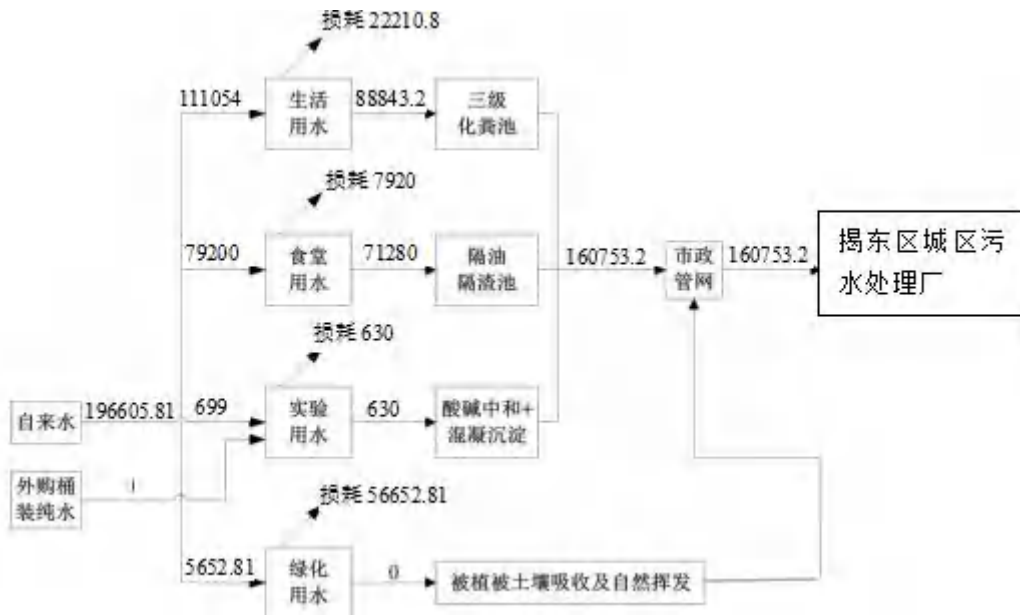 损耗 22210.8
111054
生活
用水
88843.2
三级
化粪池
损耗 7920
79200
食堂
用水
71280
隔油
隔渣池
160753.2
市政
管网
160753.2
揭东区城区污
水处理厂
损耗 630
自来水
196605.81
699
实验
用水
630
酸碱中和+
混凝沉淀
外购桶
装纯水
损耗 56652.81
5652.81
绿化
用水
0
被植被土壤吸收及自然挥发